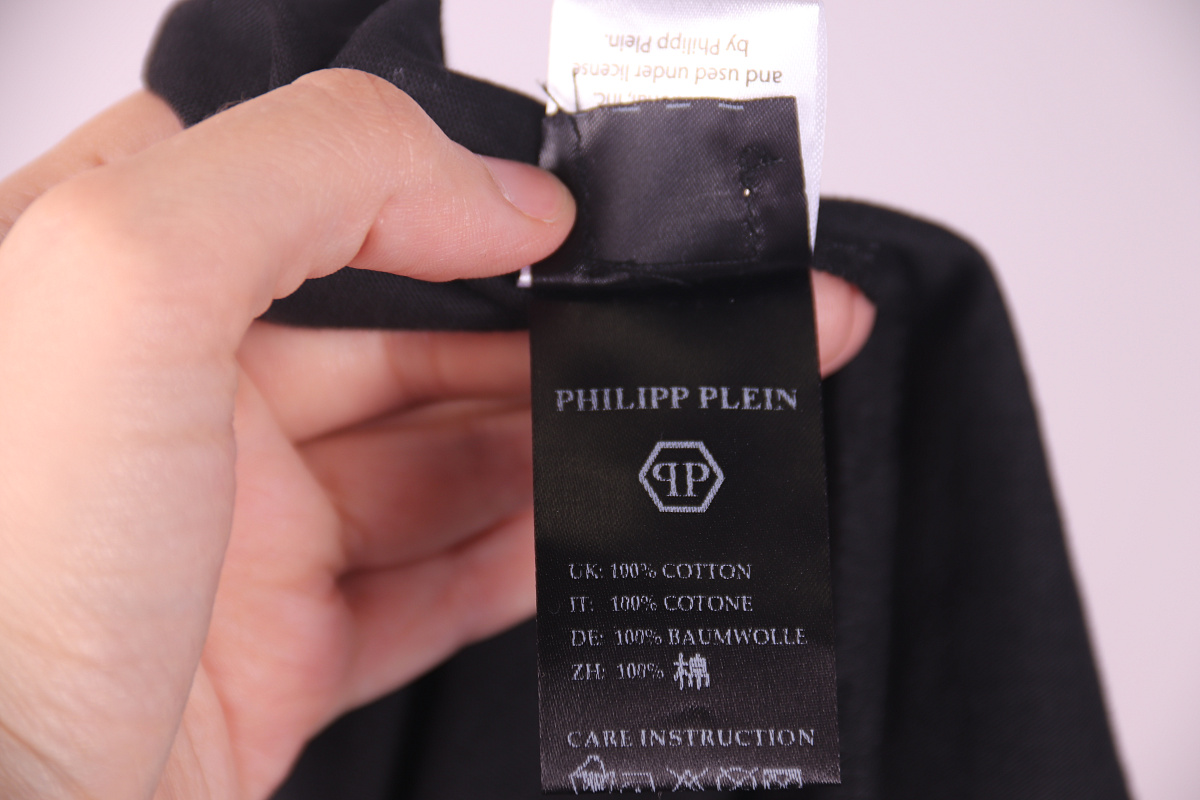 by Philipp Plein.
and used under license
PHILIPP PLEIN
UK: 100% COTTON
IT: 100% COTONE
DE: 100% BAUMWOLLE
ZH: 100% 棉
CARE INSTRUCTION